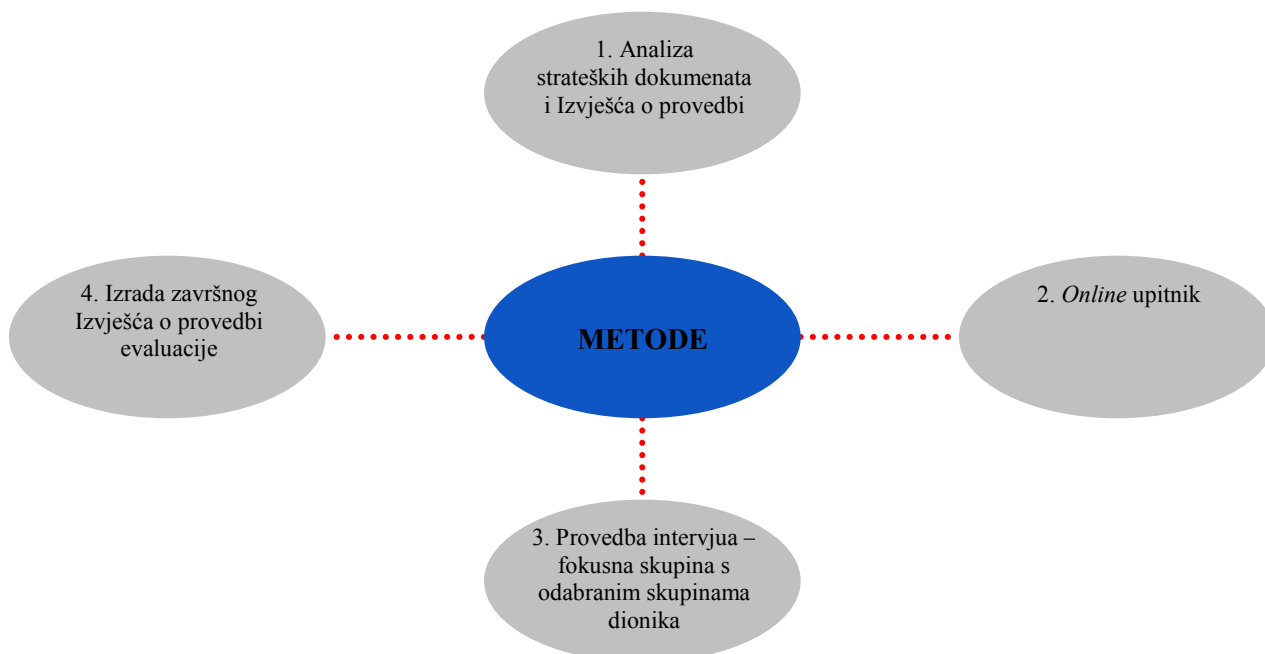 1. Analiza
strateških dokumenata
i Izvješća o provedbi
4. Izrada završnog
Izvješća o provedbi
evaluacije
METODE
2. Online upitnik
3. Provedba intervjua –
fokusna skupina s
odabranim skupinama
dionika